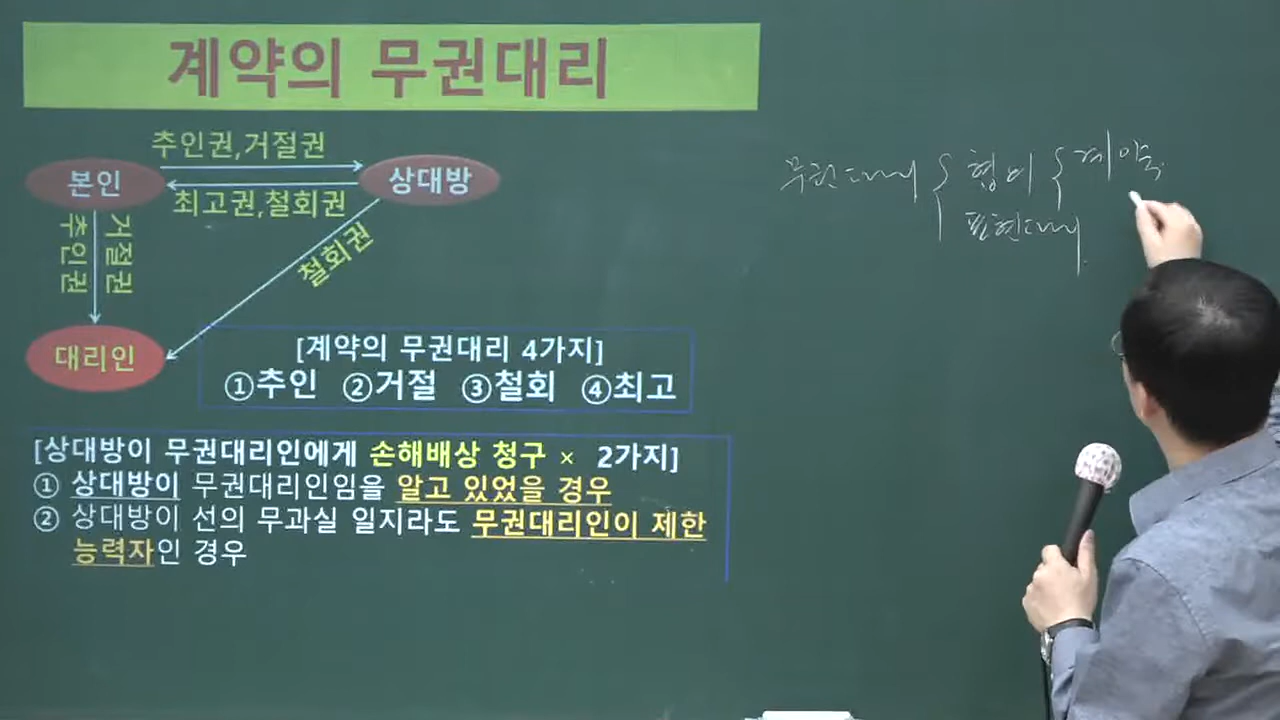 계약의 무권대리
추인권,거절권
본인
상대방
최고권,철회권
추인권
거절권
철회권
대리인
[계약의 무권대리 4가지]
①추인 ②거절 ③철회 ④최고
[상대방이 무권대리인에게 손해배상 청구 × 2가지]
① 상대방이 무권대리인임을 알고 있었을 경우
② 상대방이 선의 무과실 일지라도 무권대리인이 제한
능력자인 경우
무권대리 { 협의 { 계약
표현대리